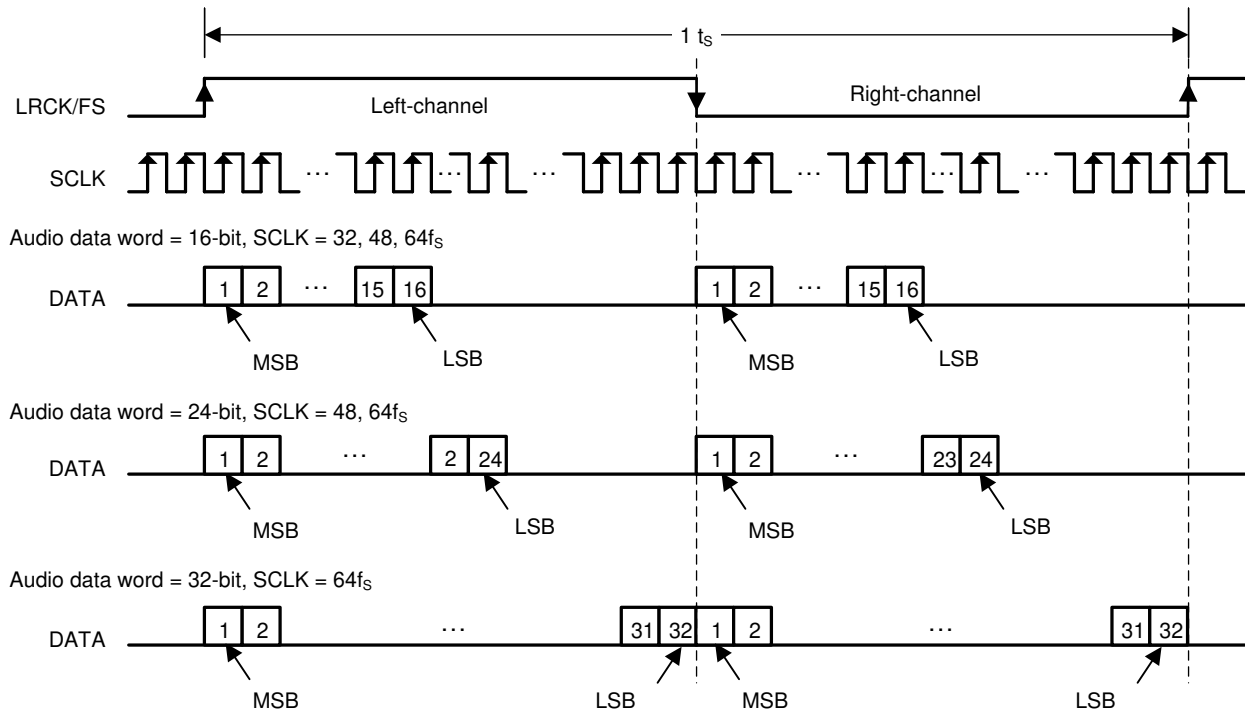 1 tS
LRCK/FS
Left-channel
Right-channel
SCLK
... ... ... ... ... ...
Audio data word = 16-bit, SCLK = 32, 48, 64fS
DATA
1 2 ... 15 16 1 2 ... 15 16
MSB LSB MSB LSB
Audio data word = 24-bit, SCLK = 48, 64fS
DATA
1 2 ... 2 24 1 2 ... 23 24
MSB LSB MSB LSB
Audio data word = 32-bit, SCLK = 64fS
DATA
1 2 ... 31 32 1 2 ... 31 32
MSB LSB MSB LSB